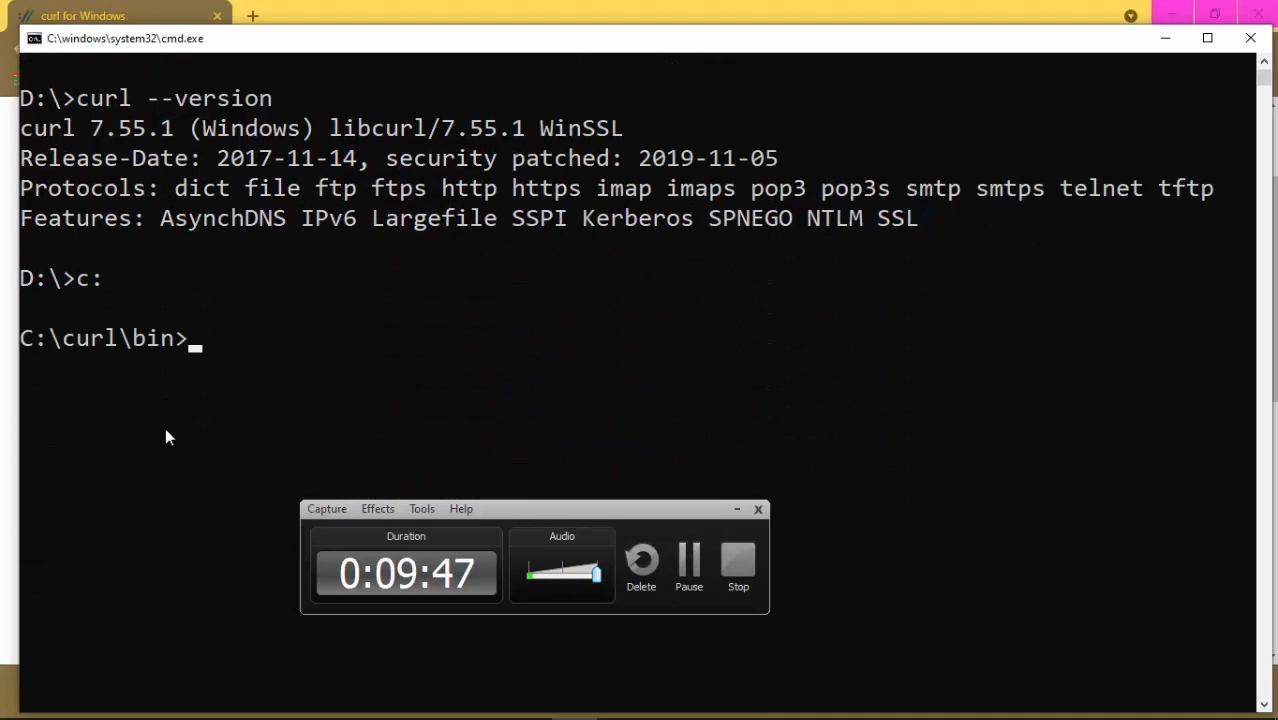 curl for Windows
C:\windows\system32\cmd.exe
D:\>curl --version
curl 7.55.1 (Windows) libcurl/7.55.1 WinSSL
Release-Date: 2017-11-14, security patched: 2019-11-05
Protocols: dict file ftp ftps http https imap imaps pop3 pop3s smtp smtps telnet tftp
Features: AsynchDNS IPv6 Largefile SSPI Kerberos SPNEGO NTLM SSL
D:\>c:
C:\curl\bin>
Capture Effects Tools Help
Duration
Audio
0:09:47
Delete
Pause
Stop